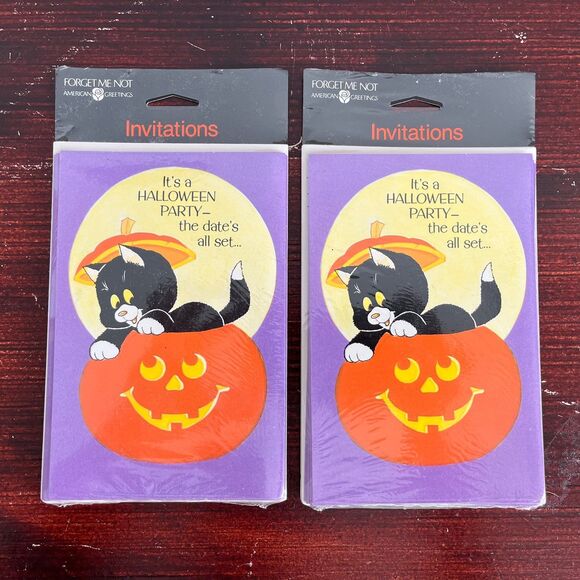 FORGET ME NOT
AMERICAN GREETINGS
Invitations
It's a
HALLOWEEN
PARTY—
the date's
all set...
FORGET ME NOT
AMERICAN GREETINGS
Invitations
It's a
HALLOWEEN
PARTY—
the date's
all set...